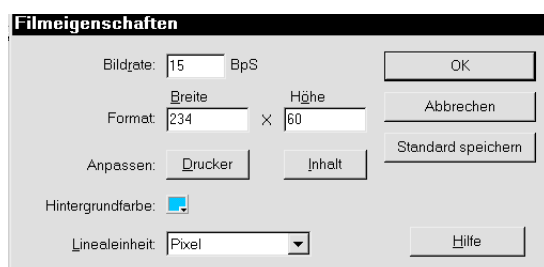 Filmeigenschaften
Bildrate: 15 BpS
OK
Breite Höhe
Format: 234 x 60
Abbrechen
Standard speichern
Anpassen: Drucker Inhalt
Hintergrundfarbe:
Linealeinheit: Pixel
Hilfe